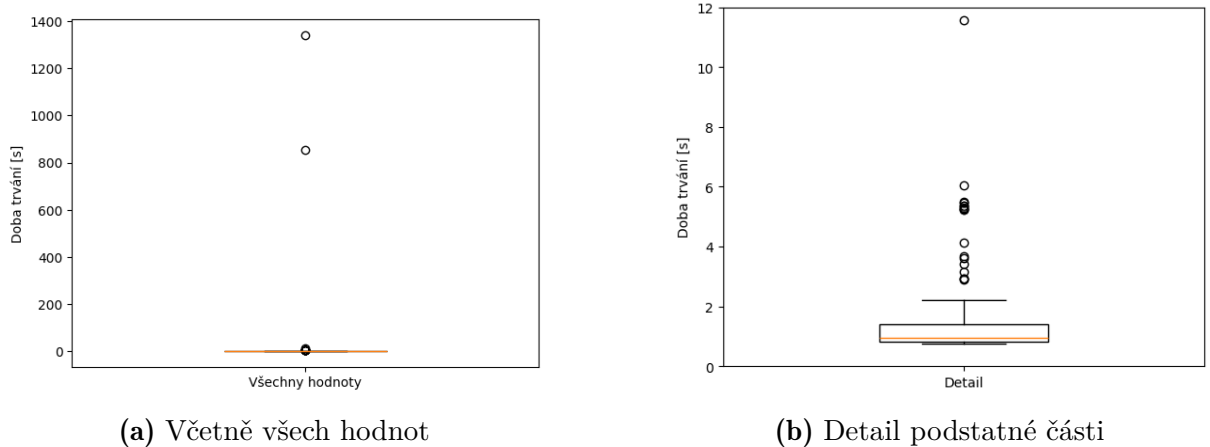 1400
1200
1000
800
600
400
200
0
Doba trvání [s]
Všechny hodnoty
(a) Včetně všech hodnot
12
10
8
6
4
2
0
Doba trvání [s]
Detail
(b) Detail podstatné části